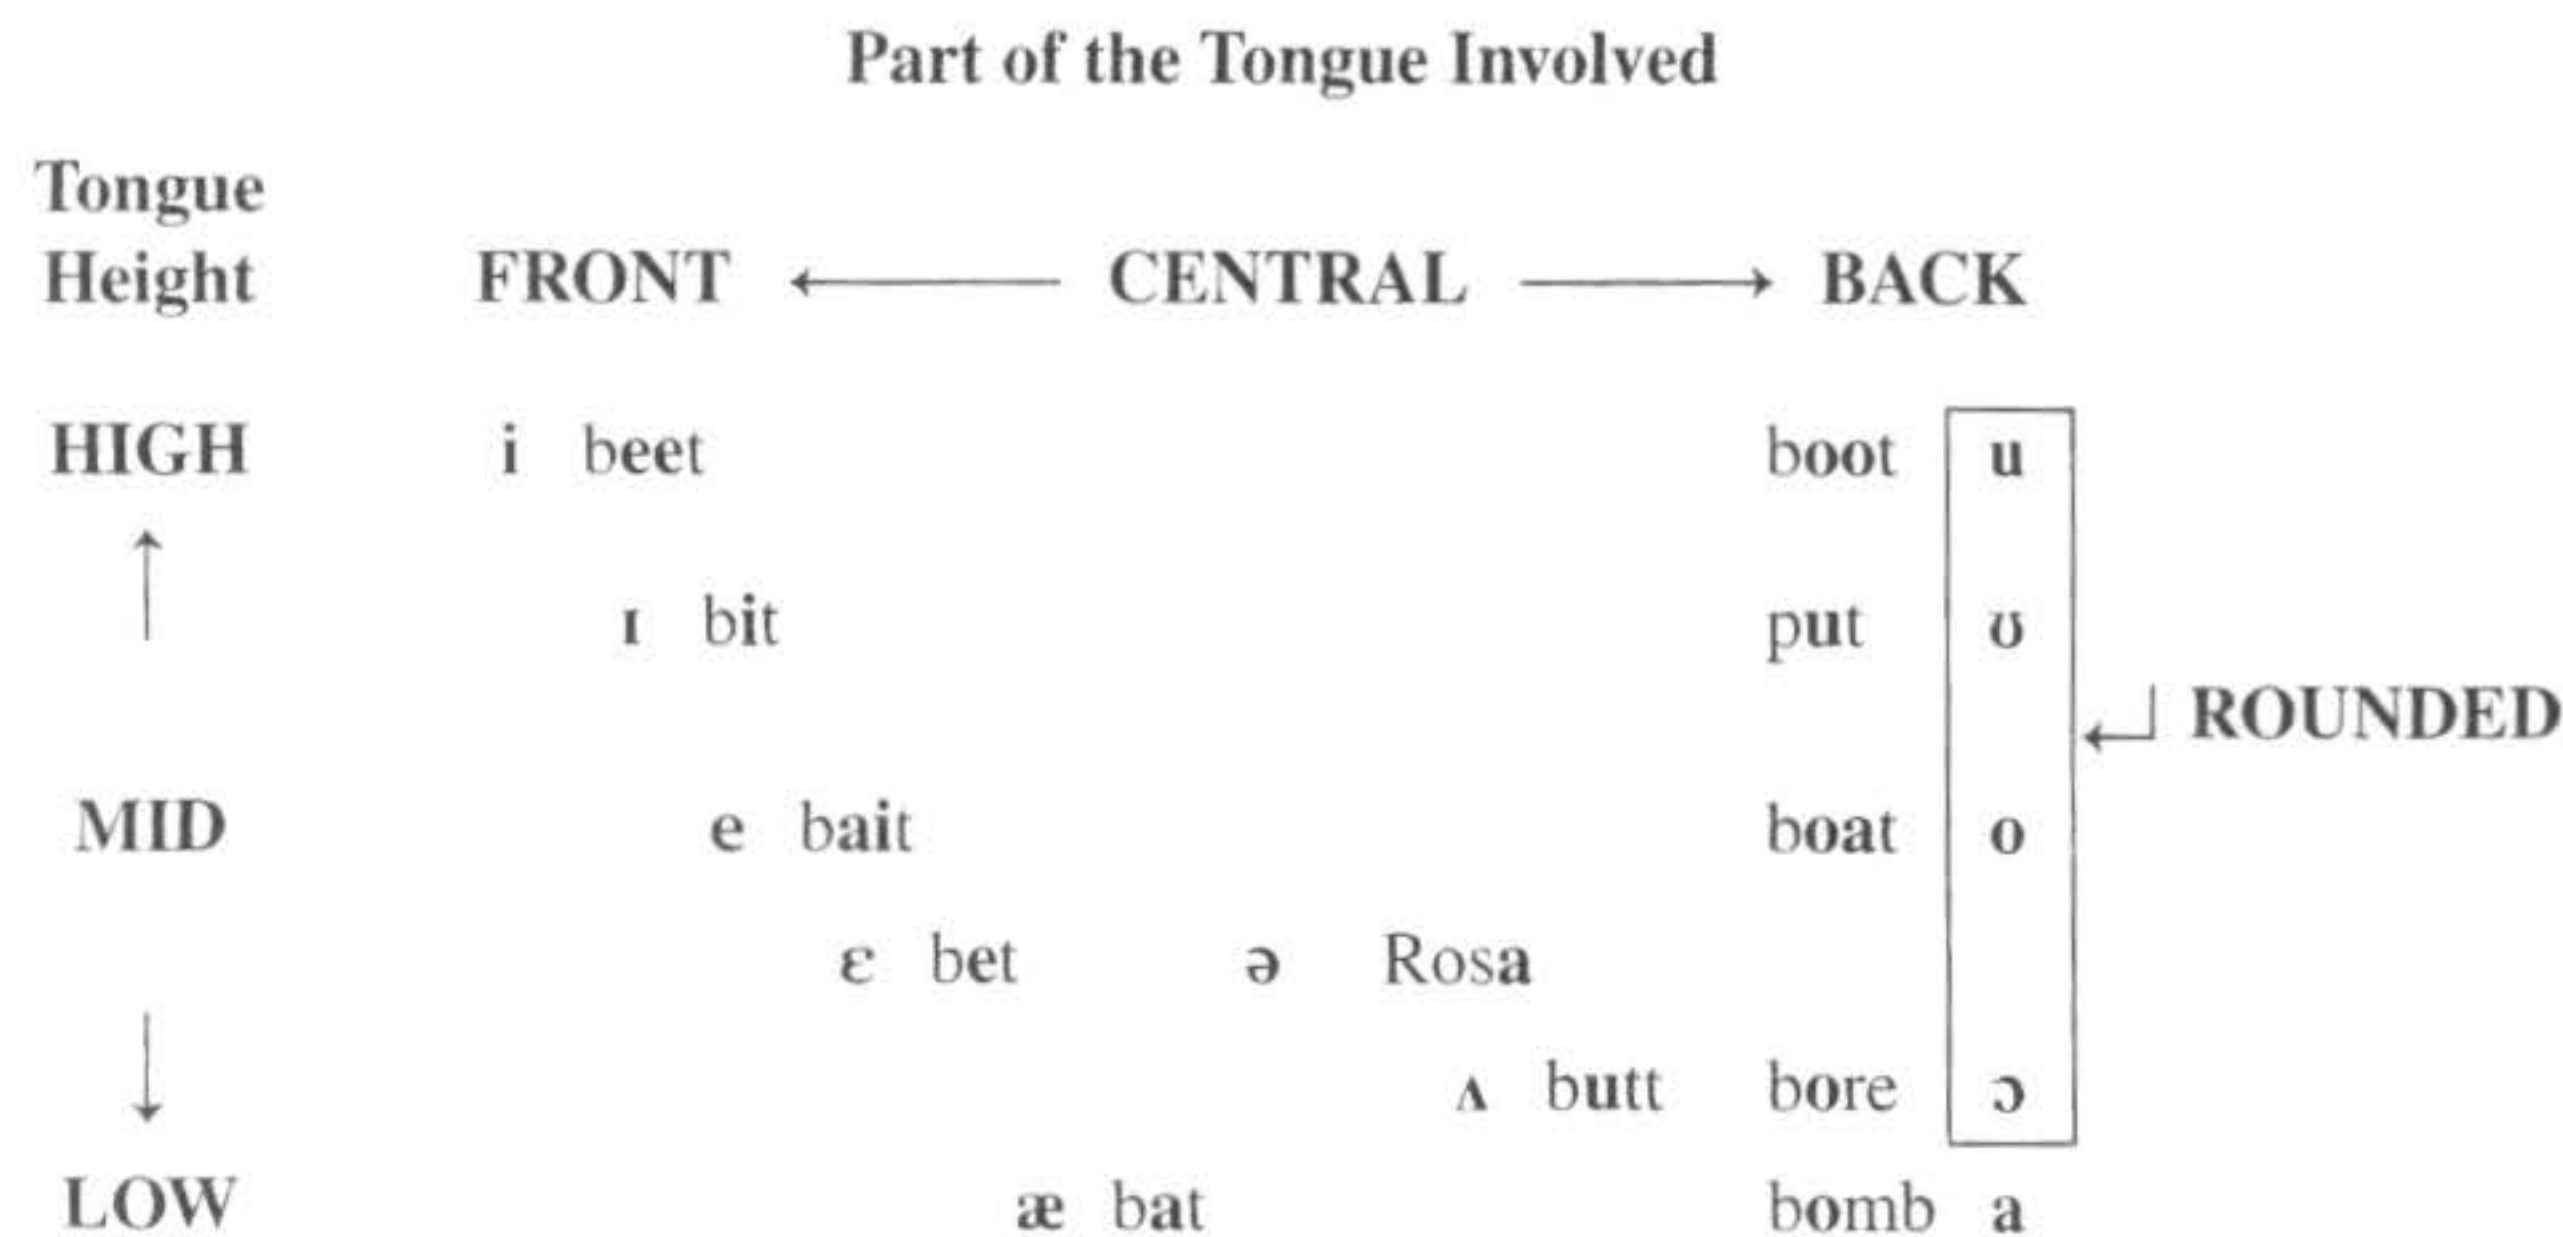 Part of the Tongue Involved
Tongue
Height FRONT CENTRAL BACK
HIGH i beet boot u
ɪ bit put ʊ
ROUNDED
MID e bait boat o
ɛ bet ə Rosa
ʌ butt bore ɔ
LOW æ bat bomb a